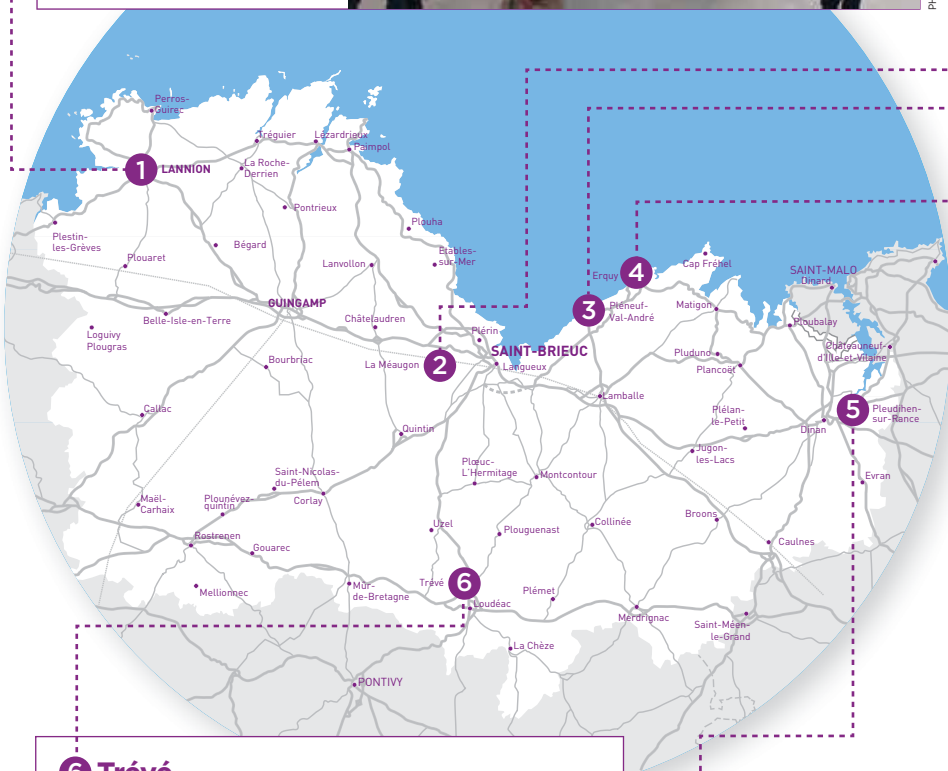 PH
Perros-
Guirec
Tréguier
Lézardrieux
Paimpol
1 LANNION
La Roche-
Derrien
Pontrieux
Plouha
Plestin-
les-Grèves
Bégard
Plouaret
Lanvollon
Etables-
sur-Mer
Erquy
4
Cap Fréhel
SAINT-MALO
Dinard
GUINGAMP
3
Pléneuf-
Val-André
Matignon
Belle-Isle-en-Terre
Châtelaudren
Ploubalay
Loguivy
Plougras
Plérin
SAINT-BRIEUC
Langueux
Châteauneuf-
d'Ille-et-Vilaine
Bourbriac
La Méaugon
2
Pluduno
Plancoët
Lamballe
Callac
Plélan-
le-Petit
5
Pleudihen-
sur-Rance
Quintin
Dinan
Jugon-
les-Lacs
Saint-Nicolas-
du-Pélem
Plœuc-
L'Hermitage
Montcontour
Evran
Maël-
Carhaix
Plounévez-
quintin
Corlay
Rostrenen
Uzel
Plouguenast
Collinée
Broons
Gouarec
Caulnes
Mellionnec
Mûr-
de-Bretagne
Trévé
6
Loudéac
Plémet
Merdrignac
Saint-Méen-
le-Grand
La Chèze
PONTIVY
6 Trévé